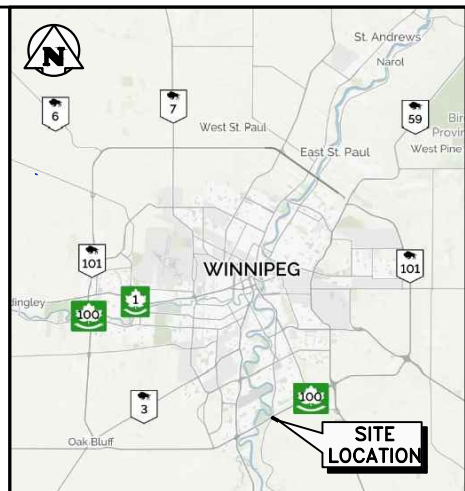 N
St. Andrews
Narol
6
7
59
West St. Paul
East St. Paul
West Pine
101
WINNIPEG
101
dingley
100
1
3
100
Oak Bluff
SITE
LOCATION